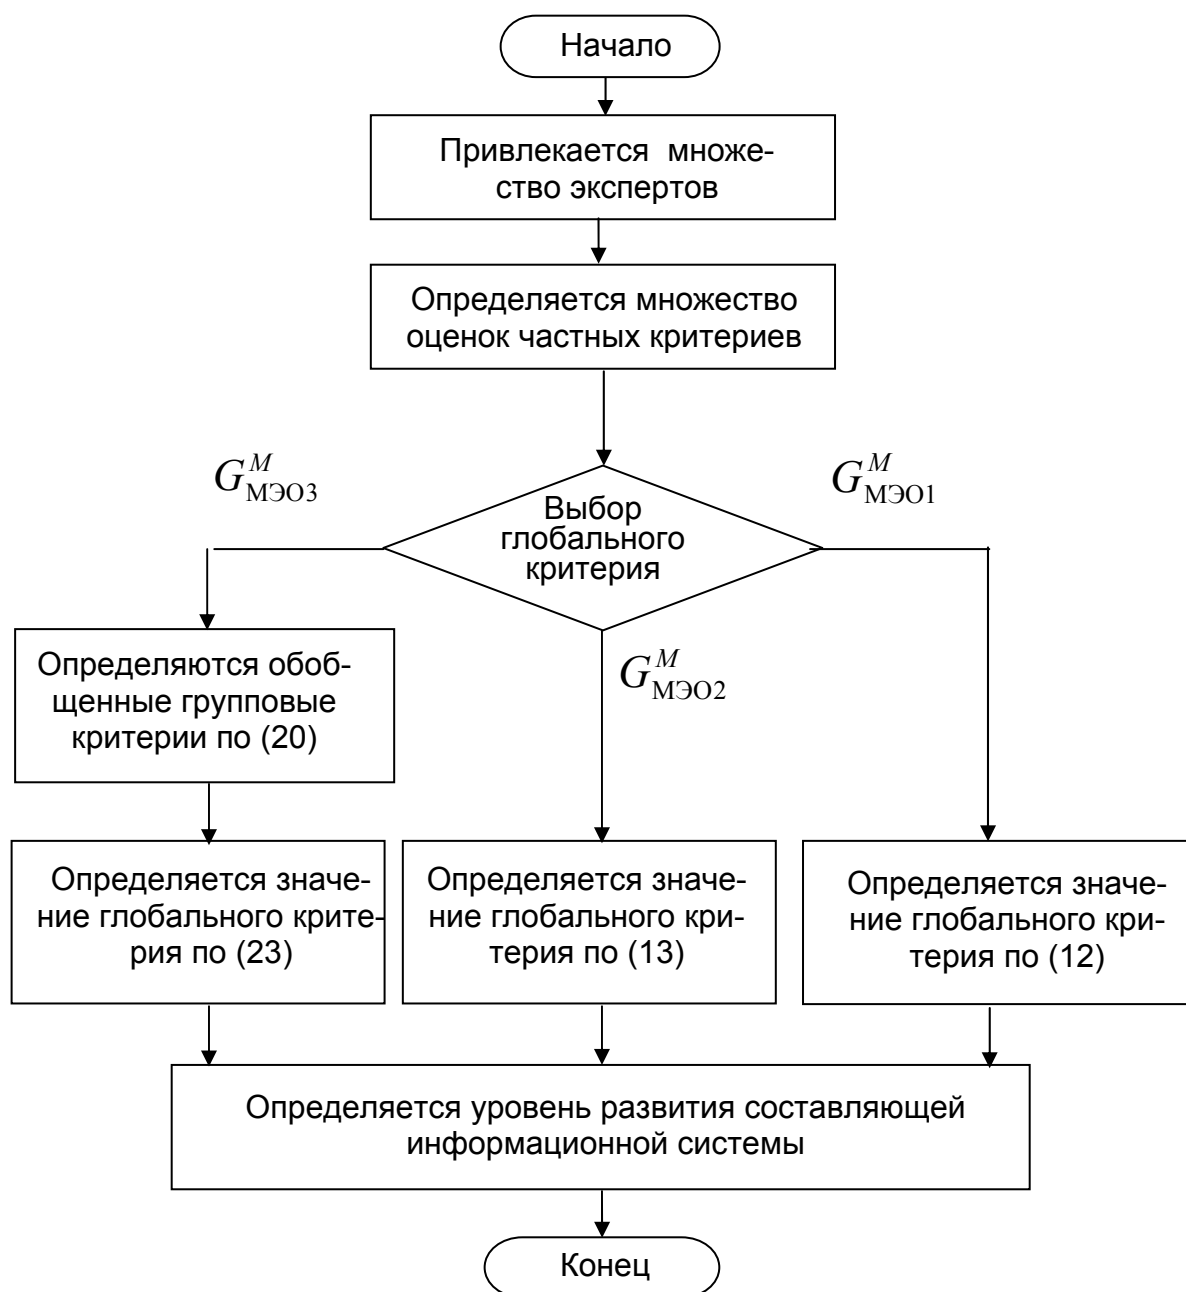 Начало
Привлекается множе-
ство экспертов
Определяется множество
оценок частных критериев
G^M_МЭО3
G^M_МЭО1
Выбор
глобального
критерия
G^M_МЭО2
Определяются обоб-
щенные групповые
критерии по (20)
Определяется значе-
ние глобального крите-
рия по (23)
Определяется значе-
ние глобального кри-
терия по (13)
Определяется значе-
ние глобального кри-
терия по (12)
Определяется уровень развития составляющей
информационной системы
Конец